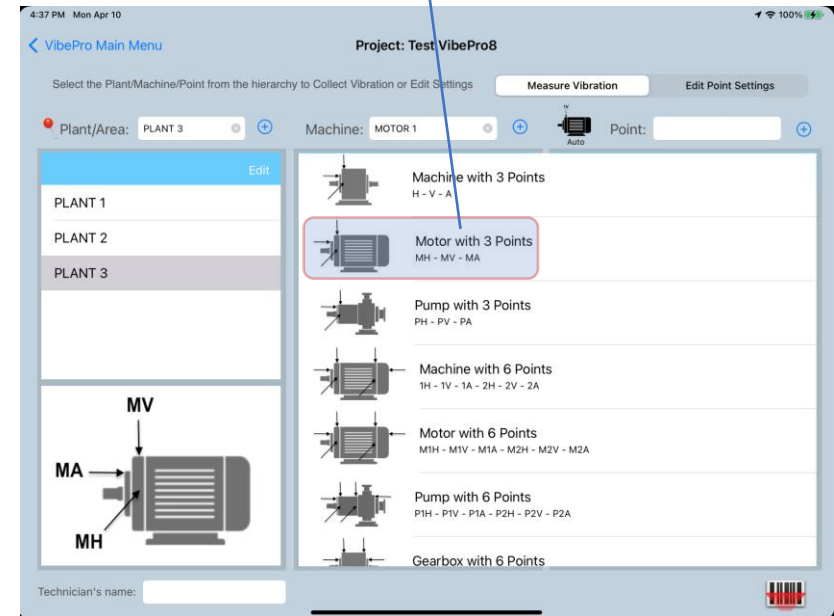 4:37 PM Mon Apr 10
100%
VibePro Main Menu
Project: Test VibePro8
Select the Plant/Machine/Point from the hierarchy to Collect Vibration or Edit Settings
Measure Vibration
Edit Point Settings
Plant/Area: PLANT 3
Machine: MOTOR 1
1V
Auto
Point:
Edit
PLANT 1
PLANT 2
PLANT 3
Machine with 3 Points
H - V - A
Motor with 3 Points
MH - MV - MA
Pump with 3 Points
PH - PV - PA
Machine with 6 Points
1H - 1V - 1A - 2H - 2V - 2A
Motor with 6 Points
M1H - M1V - M1A - M2H - M2V - M2A
Pump with 6 Points
P1H - P1V - P1A - P2H - P2V - P2A
Gearbox with 6 Points
MV
MA
MH
Technician's name: